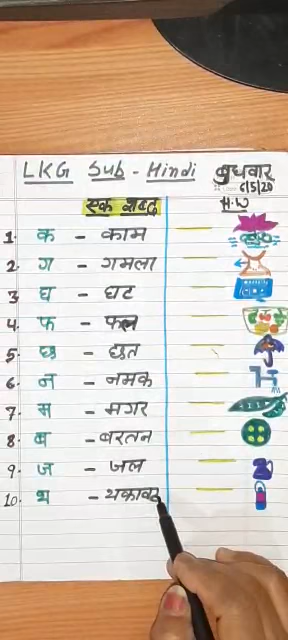 LKG Sub - Hindi बुधवार
6/5/20
एक शब्द H.W
1. क - काम
2. ग - गमला
3. घ - घट
4. फ - फल
5. छ - छत
6. न - नमक
7. म - मगर
8. ब - बरतन
9. ज - जल
10. थ - थकावट